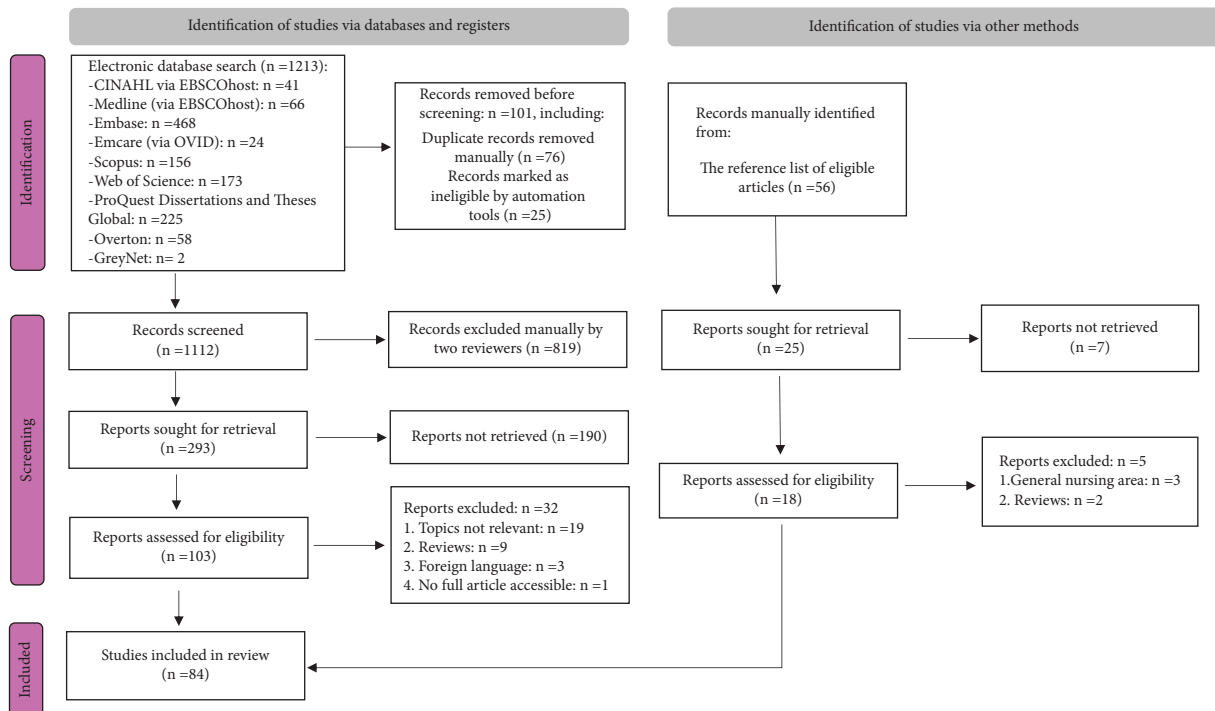 Identification of studies via databases and registers
Identification of studies via other methods
Identification
Electronic database search (n =1213):
-CINAHL via EBSCOhost: n =41
-Medline (via EBSCOhost): n =66
-Embase: n =468
-Emcare (via OVID): n =24
-Scopus: n =156
-Web of Science: n =173
-ProQuest Dissertations and Theses
Global: n =225
-Overton: n =58
-GreyNet: n= 2
Records removed before
screening: n =101, including:
Duplicate records removed
manually (n =76)
Records marked as
ineligible by automation
tools (n =25)
Records manually identified
from:
The reference list of eligible
articles (n =56)
Screening
Records screened
(n =1112)
Records excluded manually by
two reviewers (n =819)
Reports sought for retrieval
(n =293)
Reports not retrieved (n =190)
Reports assessed for eligibility
(n =103)
Reports excluded: n =32
1. Topics not relevant: n =19
2. Reviews: n =9
3. Foreign language: n =3
4. No full article accessible: n =1
Reports sought for retrieval
(n =25)
Reports not retrieved
(n =7)
Reports assessed for eligibility
(n =18)
Reports excluded: n =5
1.General nursing area: n =3
2. Reviews: n =2
Included
Studies included in review
(n =84)